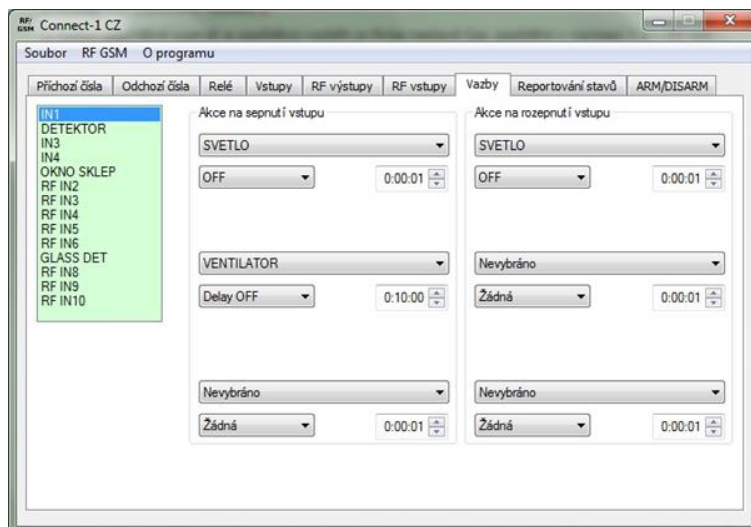 RF/
GSM Connect-1 CZ
Soubor RF GSM O programu
Příchozí čísla Odchozí čísla Relé Vstupy RF výstupy RF vstupy Vazby Reportování stavů ARM/DISARM
IN1
DETEKTOR
IN3
IN4
OKNO SKLEP
RF IN2
RF IN3
RF IN4
RF IN5
RF IN6
GLASS DET
RF IN8
RF IN9
RF IN10
Akce na sepnutí vstupu
SVETLO
OFF 0:00:01
VENTILATOR
Delay OFF 0:10:00
Nevybráno
Žádná 0:00:01
Akce na rozepnutí vstupu
SVETLO
OFF 0:00:01
Nevybráno
Žádná 0:00:01
Nevybráno
Žádná 0:00:01